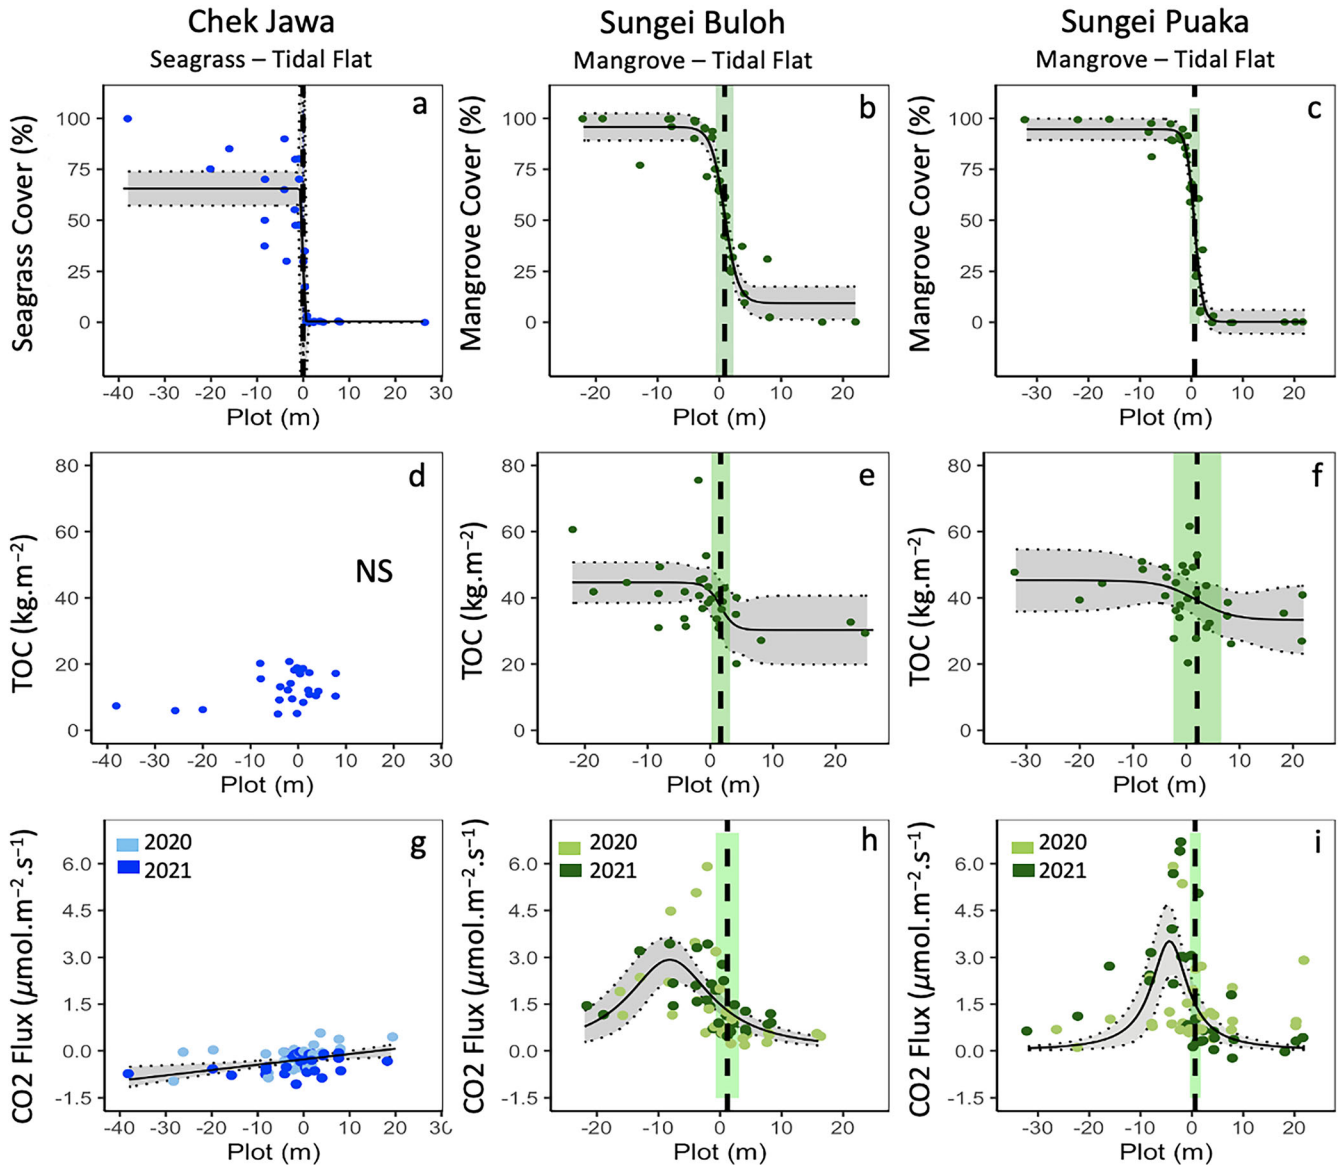 Chek Jawa
Seagrass – Tidal Flat
Sungei Buloh
Mangrove – Tidal Flat
Sungei Puaka
Mangrove – Tidal Flat
a
Seagrass Cover (%)
100
75
50
25
0
-40 -30 -20 -10 0 10 20 30
Plot (m)
b
Mangrove Cover (%)
100
75
50
25
0
-20 -10 0 10 20
Plot (m)
c
Mangrove Cover (%)
100
75
50
25
0
-30 -20 -10 0 10 20
Plot (m)
d
NS
TOC (kg.m⁻²)
80
60
40
20
0
-40 -30 -20 -10 0 10 20 30
Plot (m)
e
TOC (kg.m⁻²)
80
60
40
20
0
-20 -10 0 10 20
Plot (m)
f
TOC (kg.m⁻²)
80
60
40
20
0
-30 -20 -10 0 10 20
Plot (m)
g
2020
2021
CO2 Flux (µmol.m⁻².s⁻¹)
6.0
4.5
3.0
1.5
0.0
-1.5
-40 -30 -20 -10 0 10 20 30
Plot (m)
h
2020
2021
CO2 Flux (µmol.m⁻².s⁻¹)
6.0
4.5
3.0
1.5
0.0
-1.5
-20 -10 0 10 20
Plot (m)
i
2020
2021
CO2 Flux (µmol.m⁻².s⁻¹)
6.0
4.5
3.0
1.5
0.0
-1.5
-30 -20 -10 0 10 20
Plot (m)